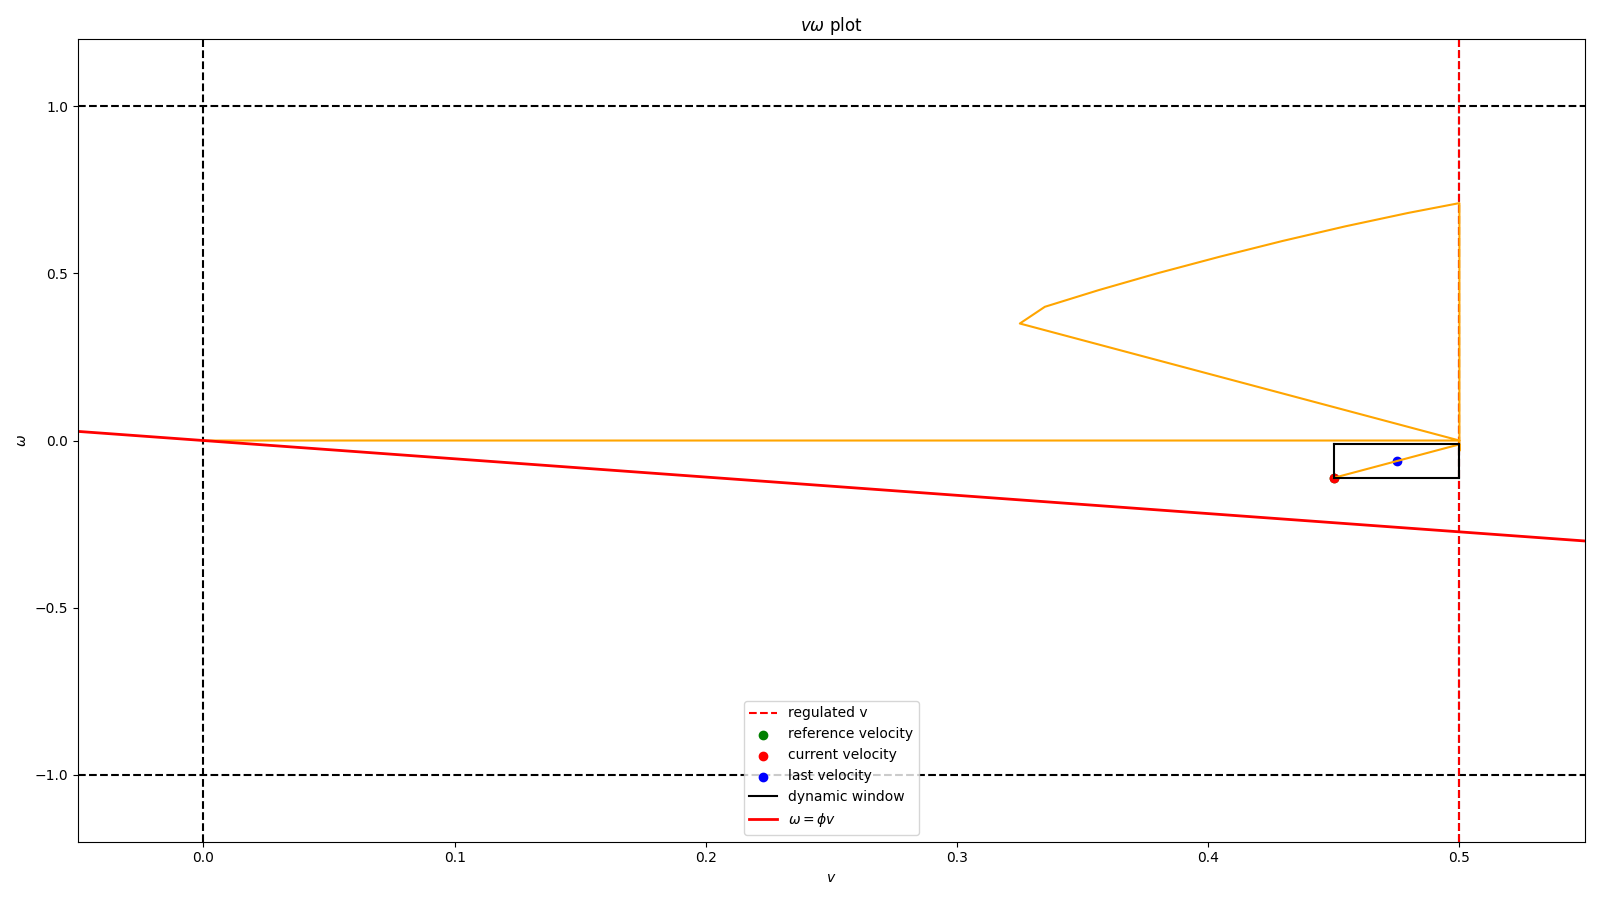 vω plot
1.0
0.5
0.0
−0.5
−1.0
ω
0.0 0.1 0.2 0.3 0.4 0.5
v
regulated v
reference velocity
current velocity
last velocity
dynamic window
ω = ϕv